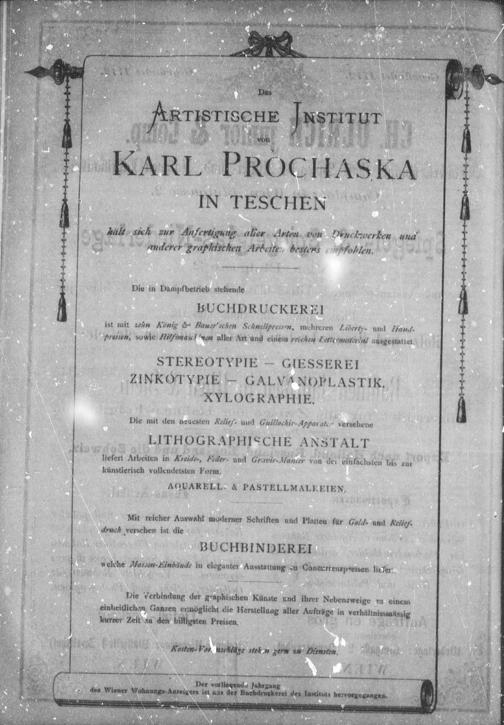 Das
ARTISTISCHE INSTITUT
von
KARL PROCHASKA
IN TESCHEN
hält sich zur Anfertigung aller Arten von Druckwerken und
anderer graphischen Arbeiten bestens empfohlen.
Die in Dampfbetrieb stehende
BUCHDRUCKEREI
ist mit zehn König & Bauer'schen Schnellpressen, mehreren Liberty- und Hand-
pressen, sowie Hilfsmaschinen aller Art und einem reichen Letternmaterial ausgestattet.
STEREOTYPIE — GIESSEREI
ZINKOTYPIE — GALVANOPLASTIK,
XYLOGRAPHIE.
Die mit den neuesten Relief- und Guillochir-Apparaten versehene
LITHOGRAPHISCHE ANSTALT
liefert Arbeiten in Kreide-, Feder- und Gravir-Manier von der einfachsten bis zur
künstlerisch vollendetsten Form.
AQUARELL- & PASTELLMALEREIEN.
Mit reicher Auswahl moderner Schriften und Platten für Gold- und Relief-
druck versehen ist die
BUCHBINDEREI
welche Massen-Einbände in eleganter Ausstattung zu Concurrenzpreisen liefert.
Die Verbindung der graphischen Künste und ihrer Nebenzweige zu einem
einheitlichen Ganzen ermöglicht die Herstellung aller Aufträge in verhältnissmässig
kurzer Zeit zu den billigsten Preisen.
Kosten-Voranschläge stehen gern zu Diensten.
Der vorliegende Jahrgang
des Wiener Wohnungs-Anzeigers ist aus der Buchdruckerei des Instituts hervorgegangen.